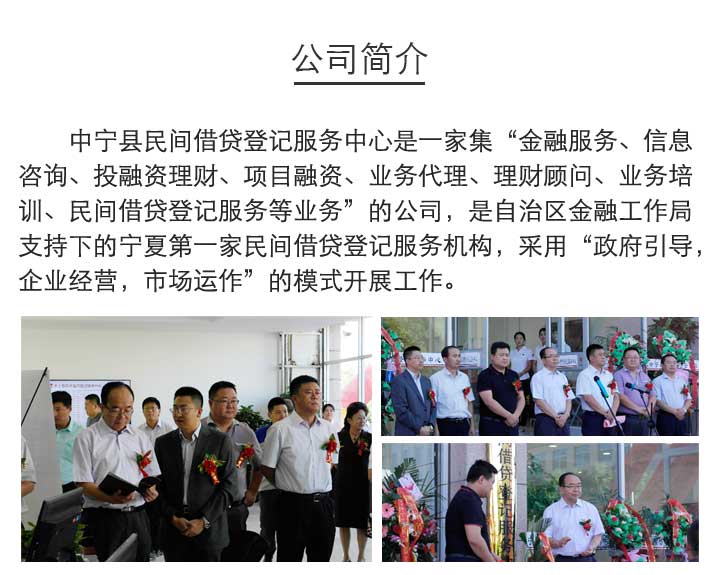 公司简介
中宁县民间借贷登记服务中心是一家集“金融服务、信息
咨询、投融资理财、项目融资、业务代理、理财顾问、业务培
训、民间借贷登记服务等业务”的公司，是自治区金融工作局
支持下的宁夏第一家民间借贷登记服务机构，采用“政府引导，
企业经营，市场运作”的模式开展工作。
借贷登记服